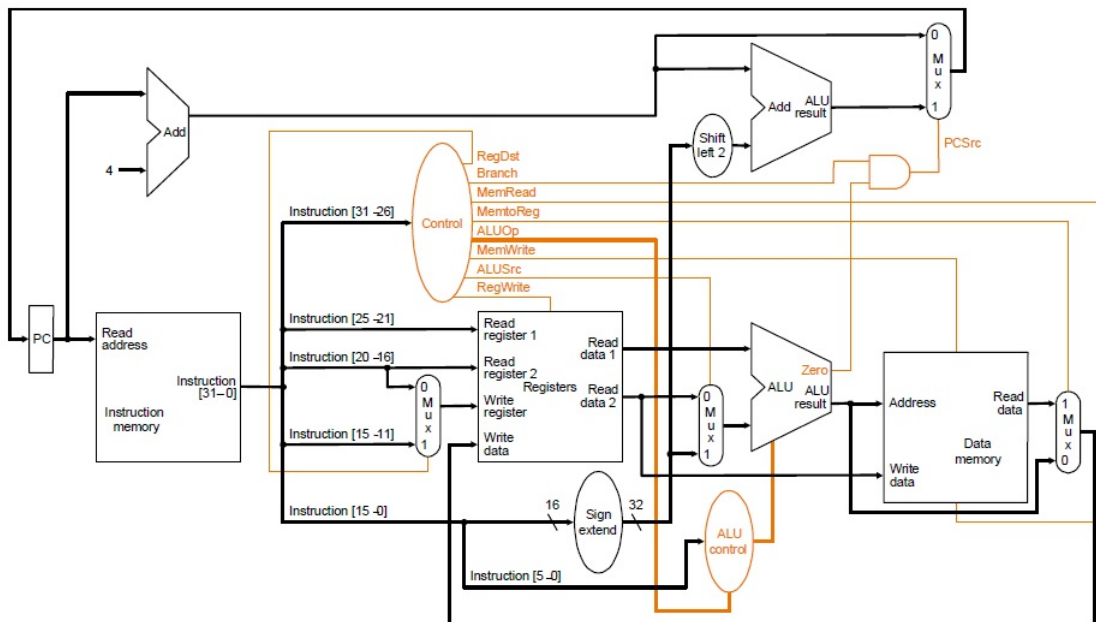 0
M
u
x
1
Add
ALU
result
Add
Shift
left 2
PCSrc
4
RegDst
Branch
MemRead
MemtoReg
ALUOp
MemWrite
ALUSrc
RegWrite
Control
Instruction [31–26]
Instruction [25–21]
Instruction [20–16]
Instruction [15–11]
Instruction [15–0]
Instruction [5–0]
PC
Read
address
Instruction
[31–0]
Instruction
memory
0
M
u
x
1
Read
register 1
Read
register 2
Write
register
Write
data
Registers
Read
data 1
Read
data 2
0
M
u
x
1
Zero
ALU
ALU
result
Address
Read
data
Write
data
Data
memory
1
M
u
x
0
16
Sign
extend
32
ALU
control